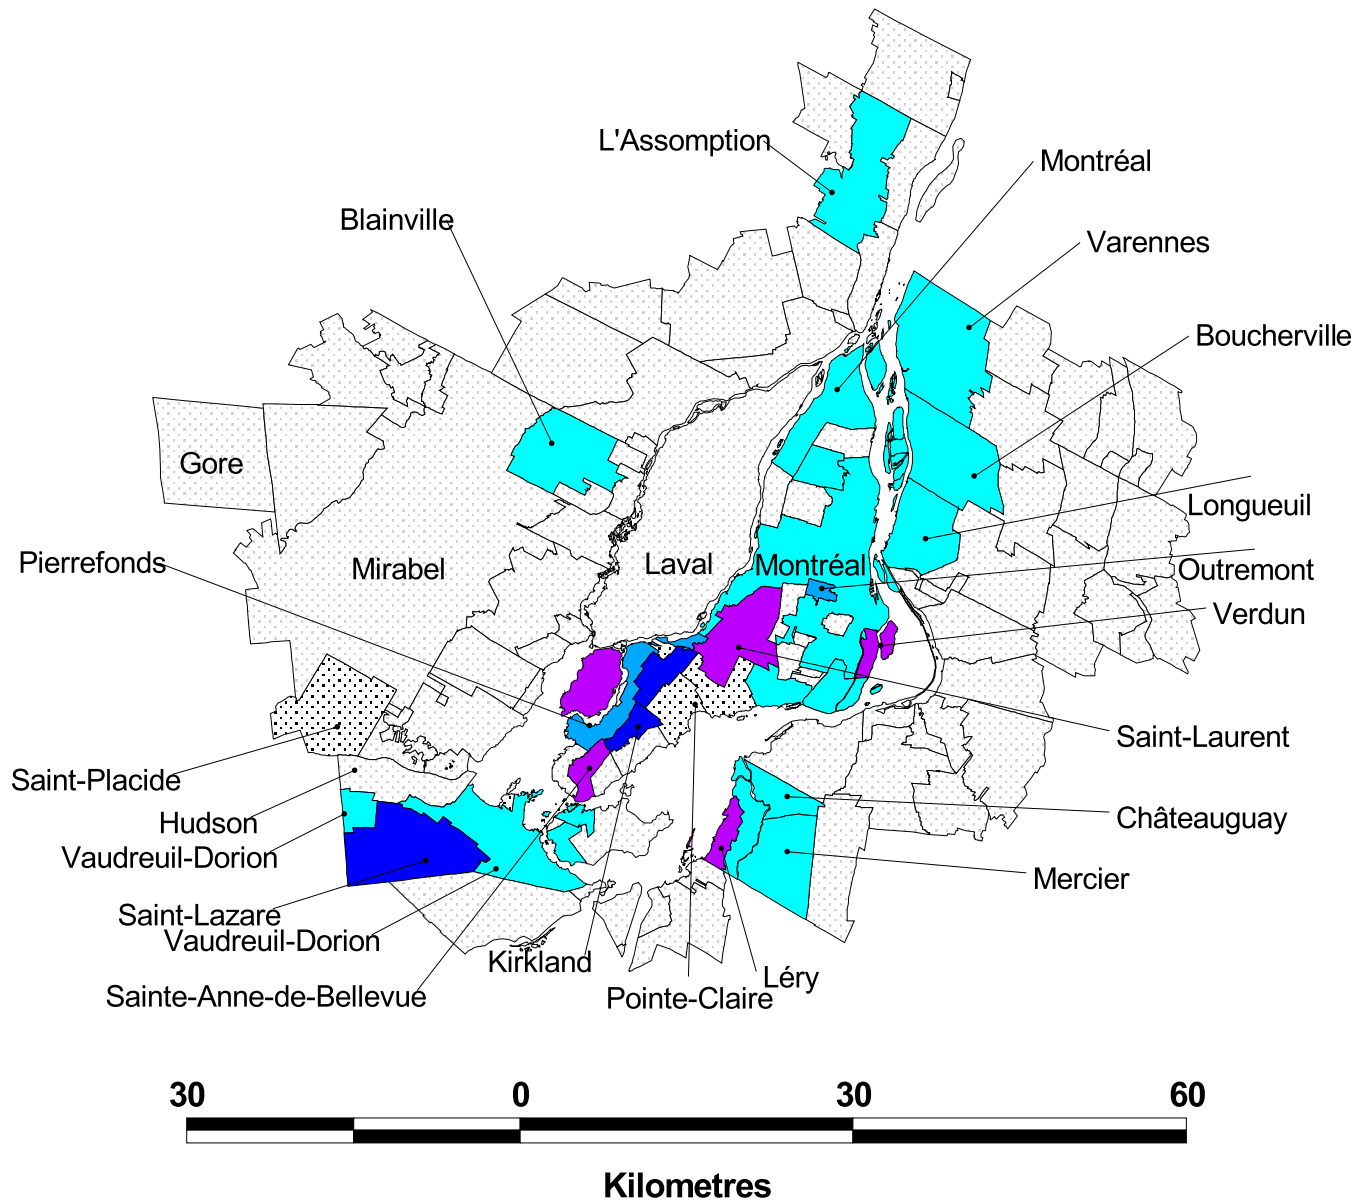 L'Assomption
Montréal
Blainville
Varennes
Boucherville
Gore
Longueuil
Pierrefonds
Mirabel
Laval
Montréal
Outremont
Verdun
Saint-Laurent
Saint-Placide
Hudson
Châteauguay
Vaudreuil-Dorion
Mercier
Saint-Lazare
Vaudreuil-Dorion
Kirkland
Léry
Sainte-Anne-de-Bellevue
Pointe-Claire
30 0 30 60
Kilometres